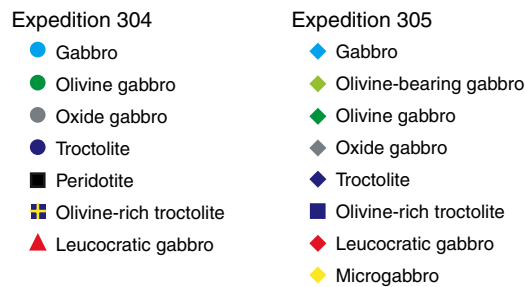 Expedition 304
Gabbro
Olivine gabbro
Oxide gabbro
Troctolite
Peridotite
Olivine-rich troctolite
Leucocratic gabbro
Expedition 305
Gabbro
Olivine-bearing gabbro
Olivine gabbro
Oxide gabbro
Troctolite
Olivine-rich troctolite
Leucocratic gabbro
Microgabbro